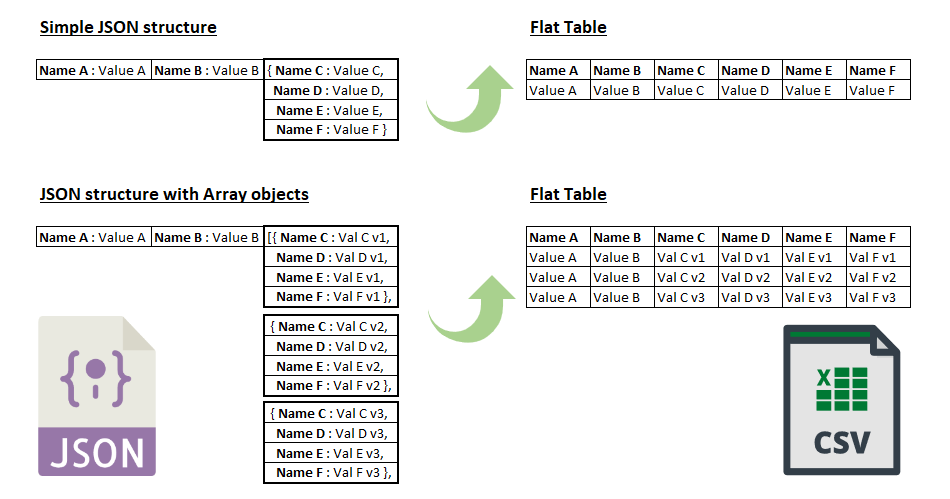 Simple JSON structure
Flat Table
Name A : Value A Name B : Value B { Name C : Value C,
Name D : Value D,
Name E : Value E,
Name F : Value F }
Name A Name B Name C Name D Name E Name F
Value A Value B Value C Value D Value E Value F
JSON structure with Array objects
Flat Table
Name A : Value A Name B : Value B [{ Name C : Val C v1,
Name D : Val D v1,
Name E : Val E v1,
Name F : Val F v1 },
{ Name C : Val C v2,
Name D : Val D v2,
Name E : Val E v2,
Name F : Val F v2 },
{ Name C : Val C v3,
Name D : Val D v3,
Name E : Val E v3,
Name F : Val F v3 },
Name A Name B Name C Name D Name E Name F
Value A Value B Val C v1 Val D v1 Val E v1 Val F v1
Value A Value B Val C v2 Val D v2 Val E v2 Val F v2
Value A Value B Val C v3 Val D v3 Val E v3 Val F v3
JSON
X
CSV